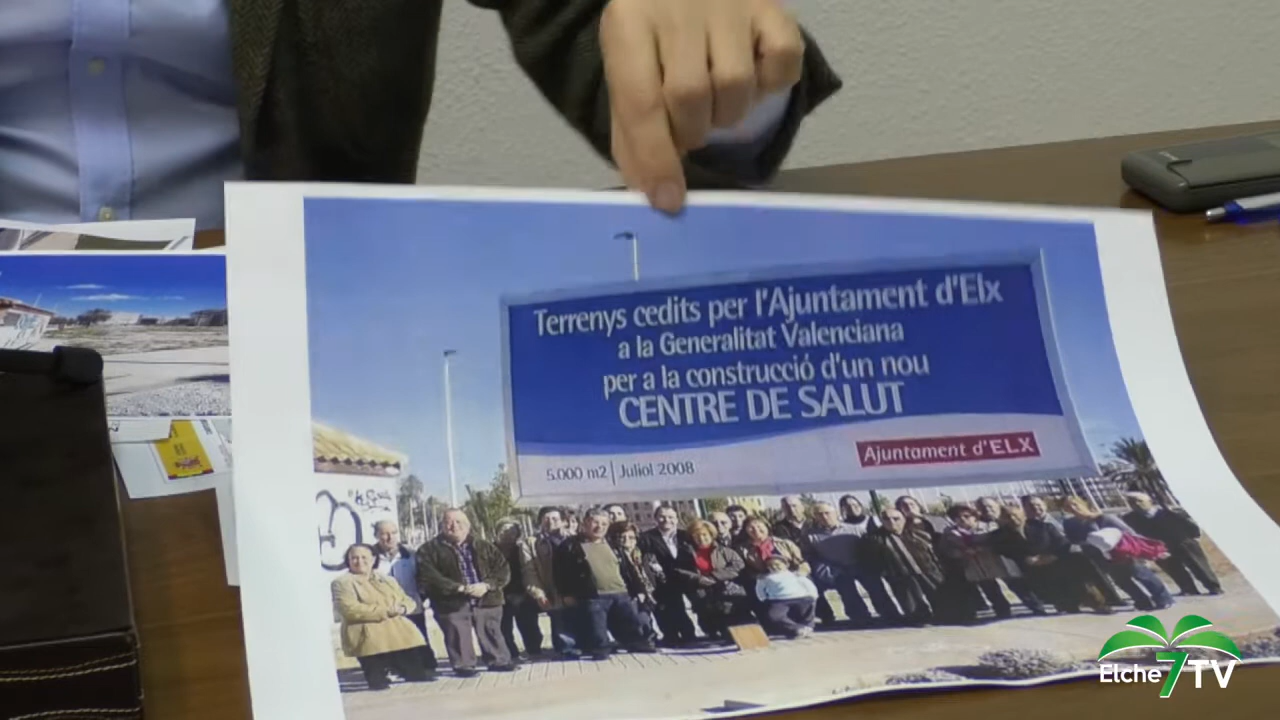 Terrenys cedits per l'Ajuntament d'Elx
a la Generalitat Valenciana
per a la construcció d'un nou
CENTRE DE SALUT
Ajuntament d'ELX
5.000 m2 | Juliol 2008
Elche 7 TV